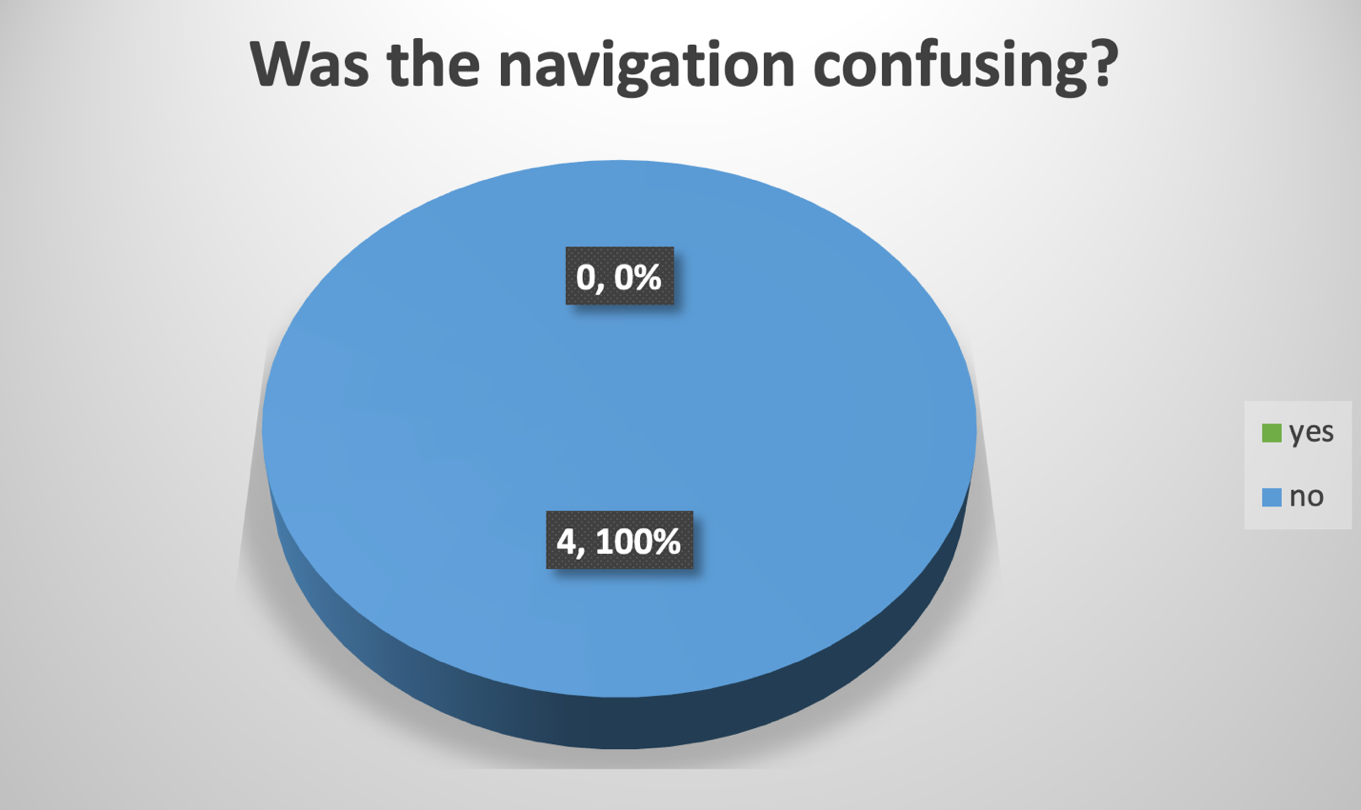 Was the navigation confusing?
0, 0%
4, 100%
yes
no